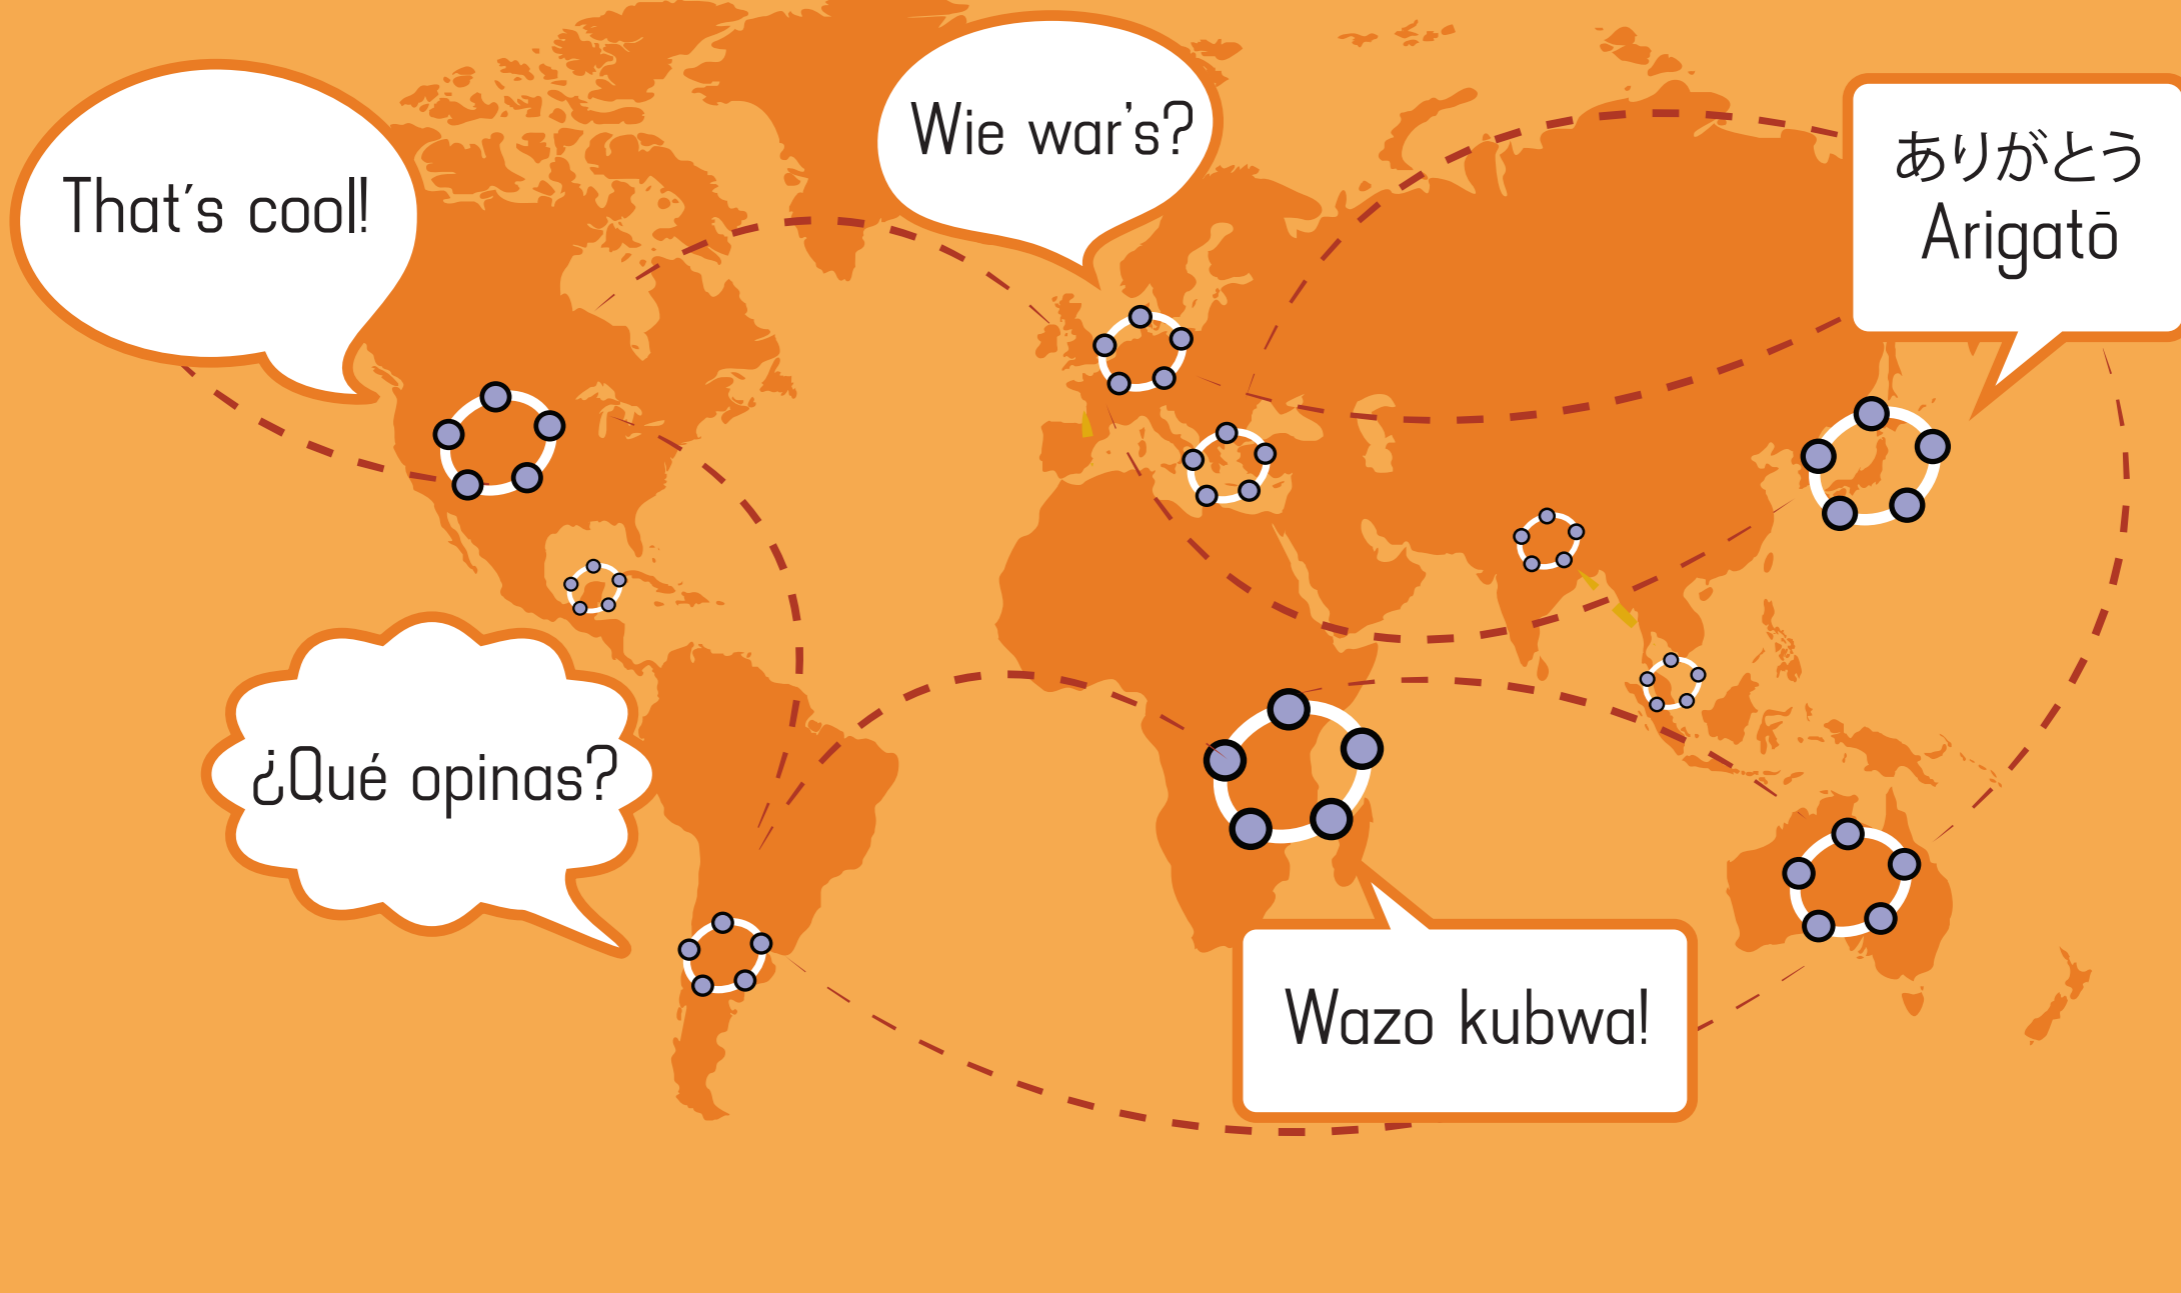 That's cool!
Wie war's?
ありがとう
Arigatō
¿Qué opinas?
Wazo kubwa!